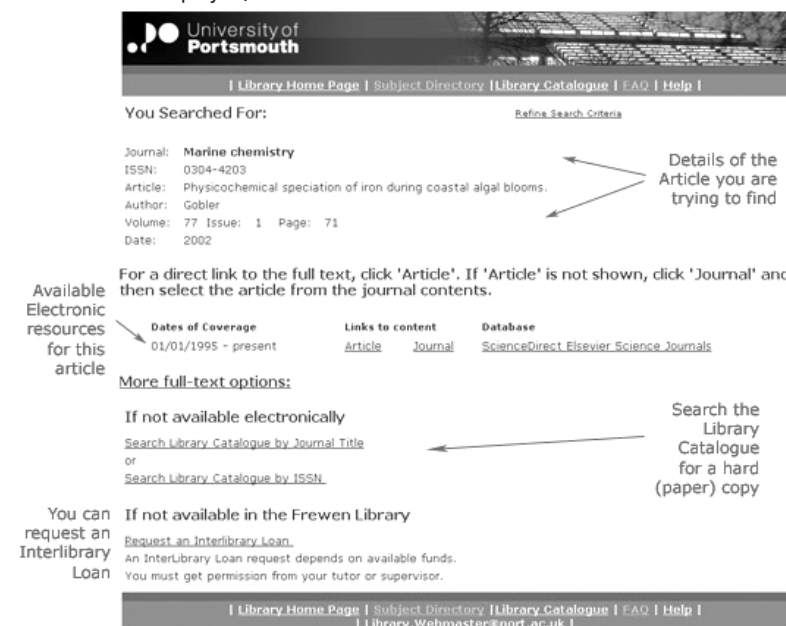 University of
Portsmouth
| Library Home Page | Subject Directory | Library Catalogue | FAQ | Help |
You Searched For:
Refine Search Criteria
Journal: Marine chemistry
ISSN: 0304-4203
Article: Physicochemical speciation of iron during coastal algal blooms.
Author: Gobler
Volume: 77 Issue: 1 Page: 71
Date: 2002
Details of the
Article you are
trying to find
For a direct link to the full text, click 'Article'. If 'Article' is not shown, click 'Journal' and
then select the article from the journal contents.
Available
Electronic
resources
for this
article
Dates of Coverage Links to content Database
01/01/1995 - present Article Journal ScienceDirect Elsevier Science Journals
More full-text options:
If not available electronically
Search Library Catalogue by Journal Title
or
Search Library Catalogue by ISSN
Search the
Library
Catalogue
for a hard
(paper) copy
You can
request an
Interlibrary
Loan
If not available in the Frewen Library
Request an Interlibrary Loan
An InterLibrary Loan request depends on available funds.
You must get permission from your tutor or supervisor.
| Library Home Page | Subject Directory | Library Catalogue | FAQ | Help |
| Library.Webmaster@port.ac.uk |